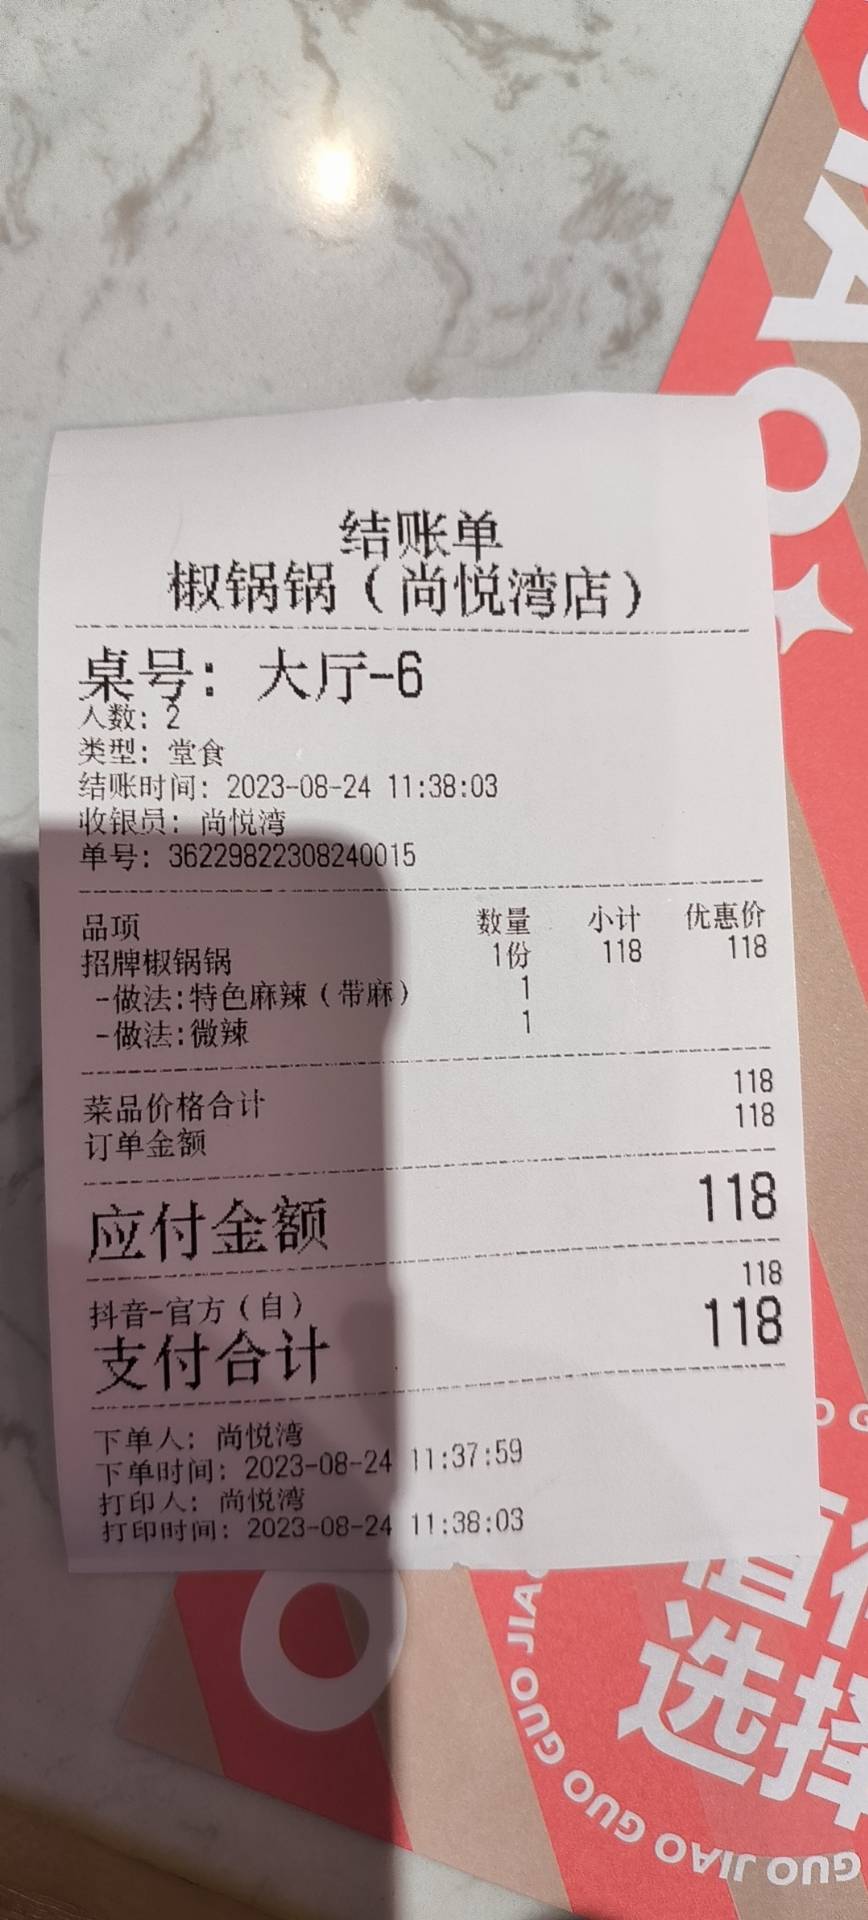 结账单
椒锅锅（尚悦湾店）
桌号：大厅-6
人数：2
类型：堂食
结账时间：2023-08-24 11:38:03
收银员：尚悦湾
单号：36229822308240015
品项 数量 小计 优惠价
招牌椒锅锅 1份 118 118
-做法:特色麻辣（带麻） 1
-做法:微辣 1
菜品价格合计 118
订单金额 118
应付金额 118
抖音-官方（自） 118
支付合计 118
下单人：尚悦湾
下单时间：2023-08-24 11:37:59
打印人：尚悦湾
打印时间：2023-08-24 11:38:03
选择
GUO JIAO GUO GUO JIAO